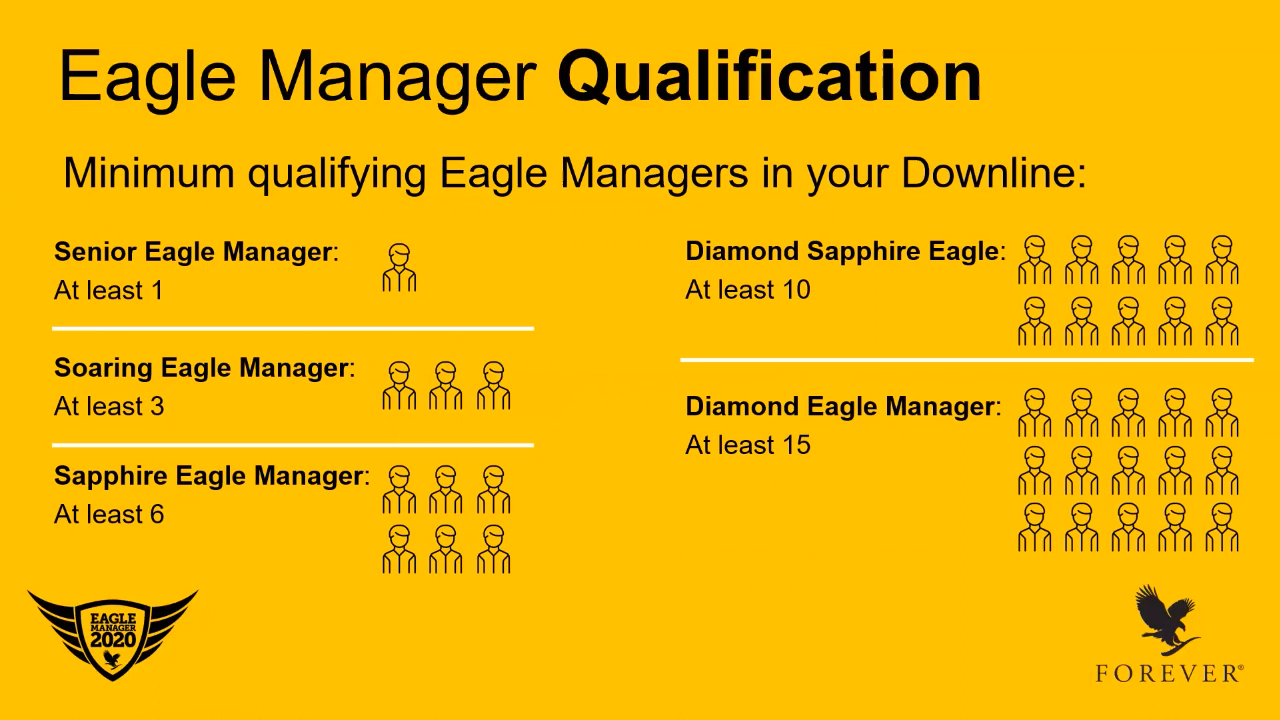 Eagle Manager Qualification
Minimum qualifying Eagle Managers in your Downline:
Senior Eagle Manager:
At least 1
Soaring Eagle Manager:
At least 3
Sapphire Eagle Manager:
At least 6
Diamond Sapphire Eagle:
At least 10
Diamond Eagle Manager:
At least 15
EAGLE
MANAGER
2020
FOREVER®